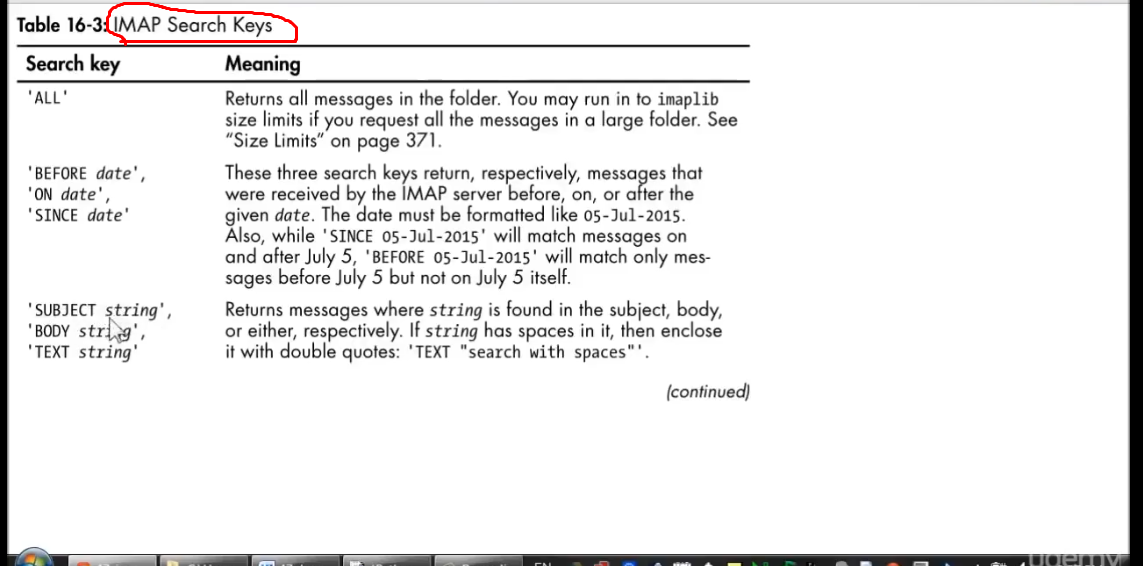 Table 16-3: IMAP Search Keys
Search key Meaning
'ALL' Returns all messages in the folder. You may run in to imaplib
size limits if you request all the messages in a large folder. See
“Size Limits” on page 371.
'BEFORE date', These three search keys return, respectively, messages that
'ON date', were received by the IMAP server before, on, or after the
'SINCE date' given date. The date must be formatted like 05-Jul-2015.
Also, while 'SINCE 05-Jul-2015' will match messages on
and after July 5, 'BEFORE 05-Jul-2015' will match only mes-
sages before July 5 but not on July 5 itself.
'SUBJECT string', Returns messages where string is found in the subject, body,
'BODY string', or either, respectively. If string has spaces in it, then enclose
'TEXT string' it with double quotes: 'TEXT "search with spaces"'.
(continued)
EN
udemy